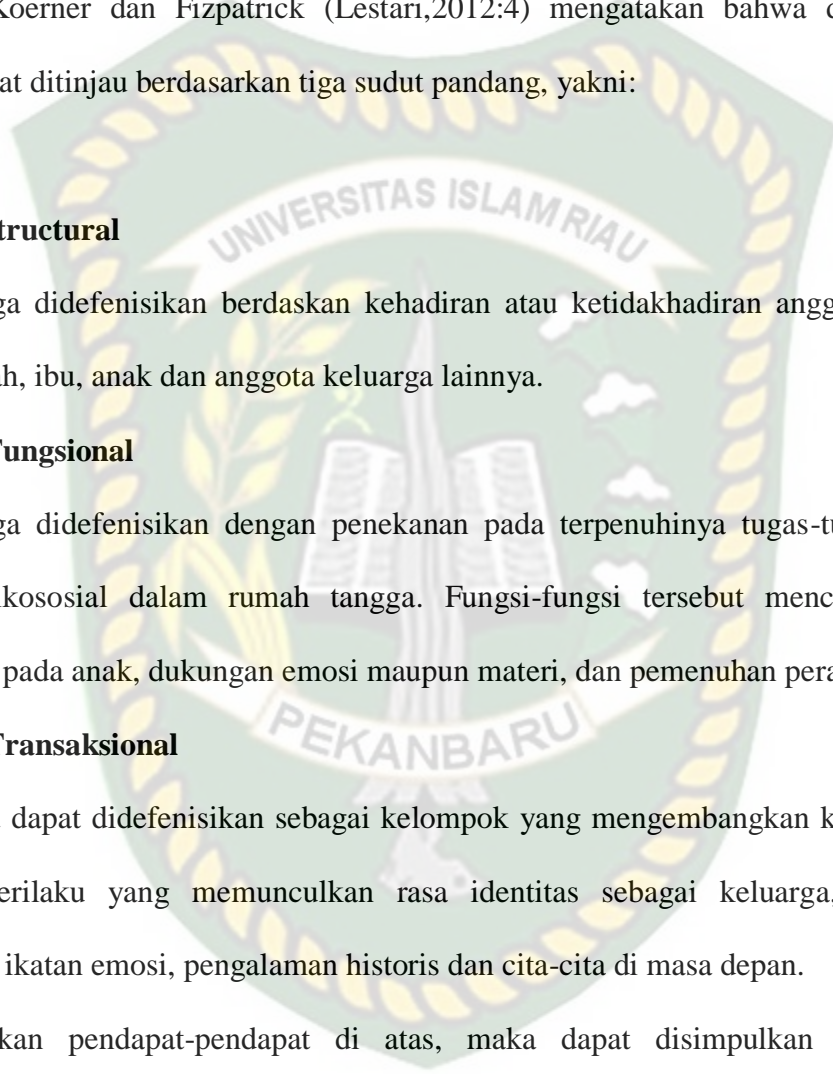 Koerner dan Fizpatrick (Lestari,2012:4) mengatakan bahwa
ditinjau berdasarkan tiga sudut pandang, yakni:
UNIVERSITAS ISLAM RIAU
tructural
ga didefenisikan berdaskan kehadiran atau ketidakhadiran angg
ah, ibu, anak dan anggota keluarga lainnya.
Fungsional
ga didefenisikan dengan penekanan pada terpenuhinya tugas-tu
ikososial dalam rumah tangga. Fungsi-fungsi tersebut menc
pada anak, dukungan emosi maupun materi, dan pemenuhan pera
PEKANBARU
Transaksional
dapat didefenisikan sebagai kelompok yang mengembangkan k
erilaku yang memunculkan rasa identitas sebagai keluarga,
ikatan emosi, pengalaman historis dan cita-cita di masa depan.
kan pendapat-pendapat di atas, maka dapat disimpulkan